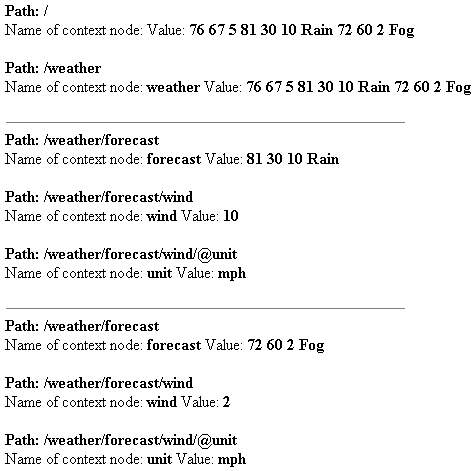 Path: /
Name of context node: Value: 76 67 5 81 30 10 Rain 72 60 2 Fog
Path: /weather
Name of context node: weather Value: 76 67 5 81 30 10 Rain 72 60 2 Fog
Path: /weather/forecast
Name of context node: forecast Value: 81 30 10 Rain
Path: /weather/forecast/wind
Name of context node: wind Value: 10
Path: /weather/forecast/wind/@unit
Name of context node: unit Value: mph
Path: /weather/forecast
Name of context node: forecast Value: 72 60 2 Fog
Path: /weather/forecast/wind
Name of context node: wind Value: 2
Path: /weather/forecast/wind/@unit
Name of context node: unit Value: mph